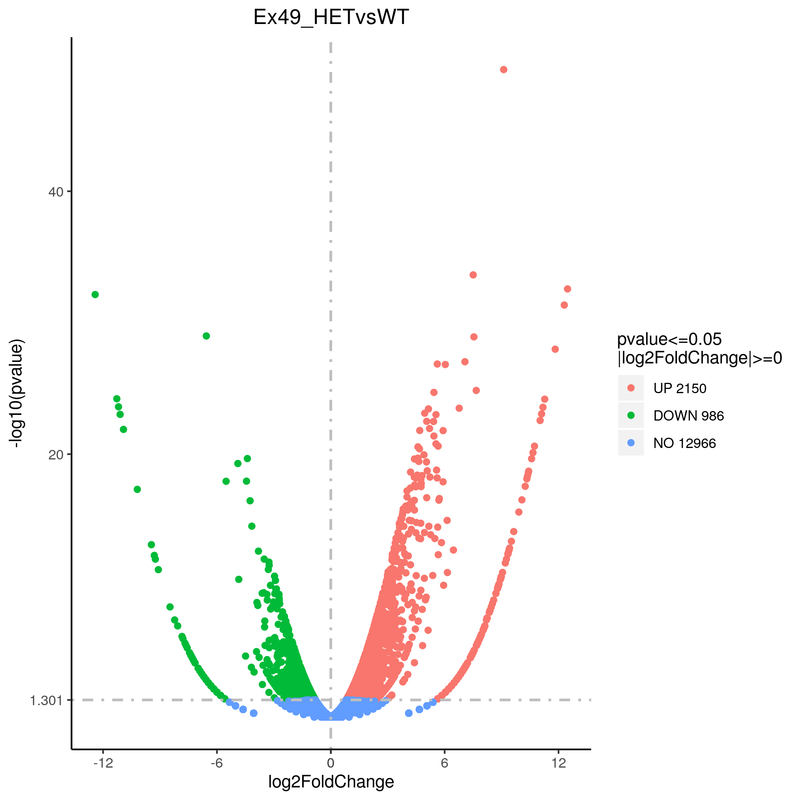 Ex49_HETvsWT
-log10(pvalue)
40
20
1.301
-12
-6
0
6
12
log2FoldChange
pvalue<=0.05
|log2FoldChange|>=0
UP 2150
DOWN 986
NO 12966